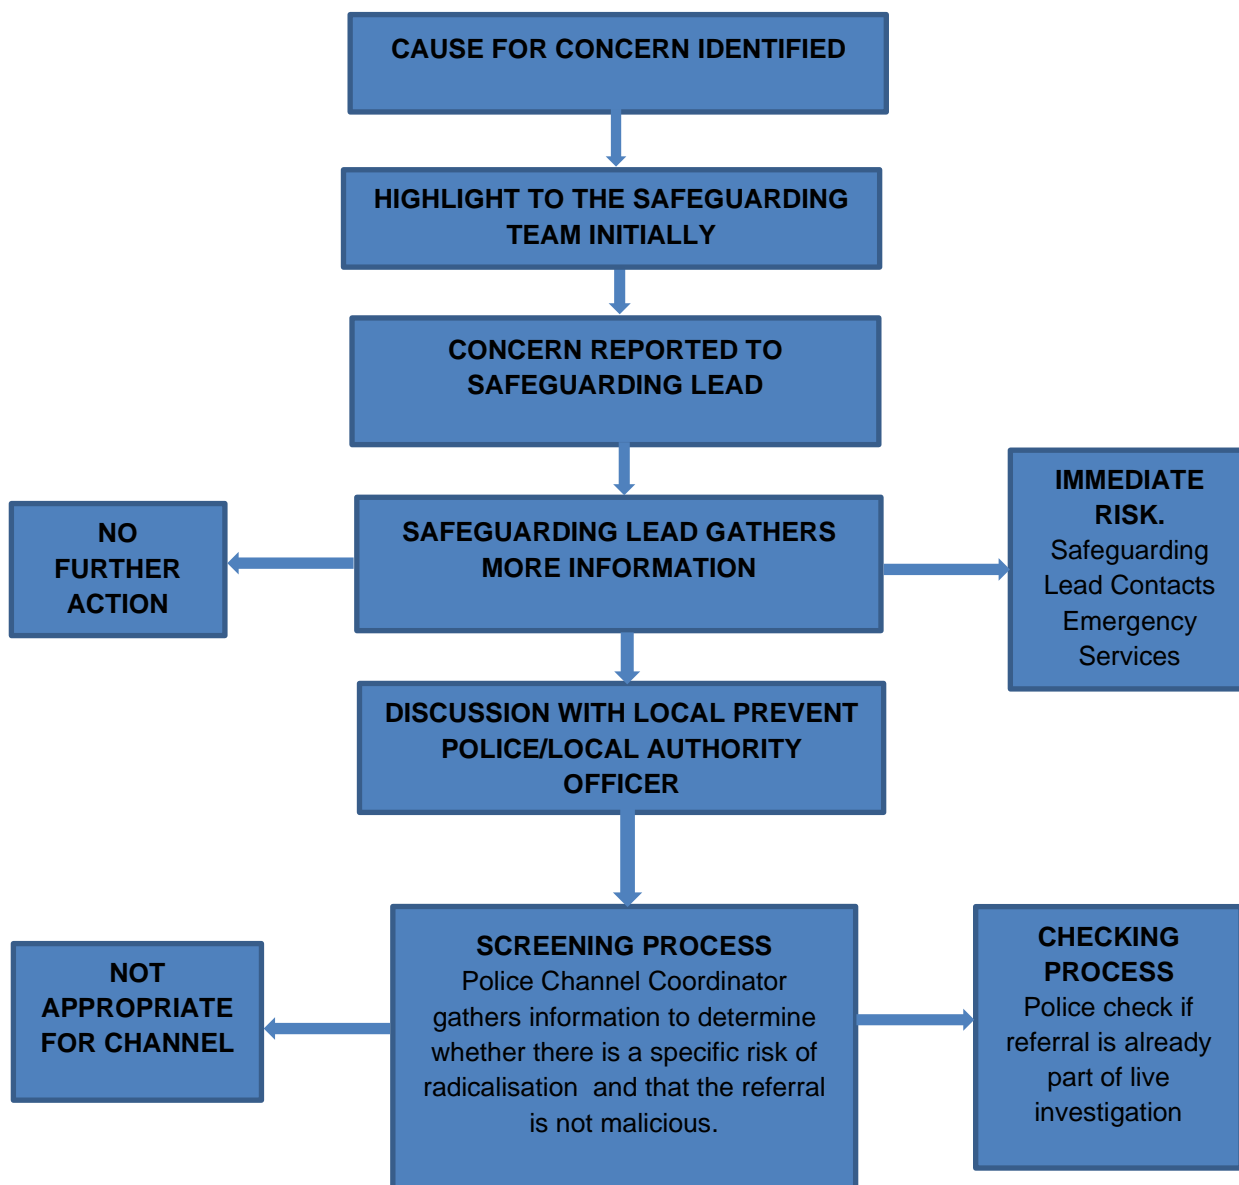 CAUSE FOR CONCERN IDENTIFIED
HIGHLIGHT TO THE SAFEGUARDING
TEAM INITIALLY
CONCERN REPORTED TO
SAFEGUARDING LEAD
NO
FURTHER
ACTION
SAFEGUARDING LEAD GATHERS
MORE INFORMATION
IMMEDIATE
RISK.
Safeguarding
Lead Contacts
Emergency
Services
DISCUSSION WITH LOCAL PREVENT
POLICE/LOCAL AUTHORITY
OFFICER
NOT
APPROPRIATE
FOR CHANNEL
SCREENING PROCESS
Police Channel Coordinator
gathers information to determine
whether there is a specific risk of
radicalisation  and that the referral
is not malicious.
CHECKING
PROCESS
Police check if
referral is already
part of live
investigation